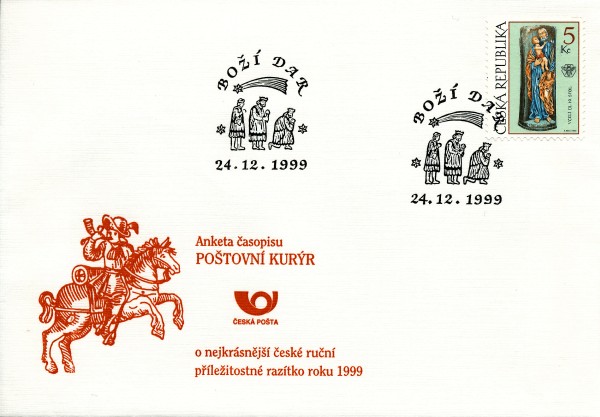 BOŽÍ DAR
24.12.1999
BOŽÍ DAR
24.12.1999
ČESKÁ REPUBLIKA
5
Kč
Anketa časopisu
POŠTOVNÍ KURÝR
ČESKÁ POŠTA
o nejkrásnější české ruční
příležitostné razítko roku 1999